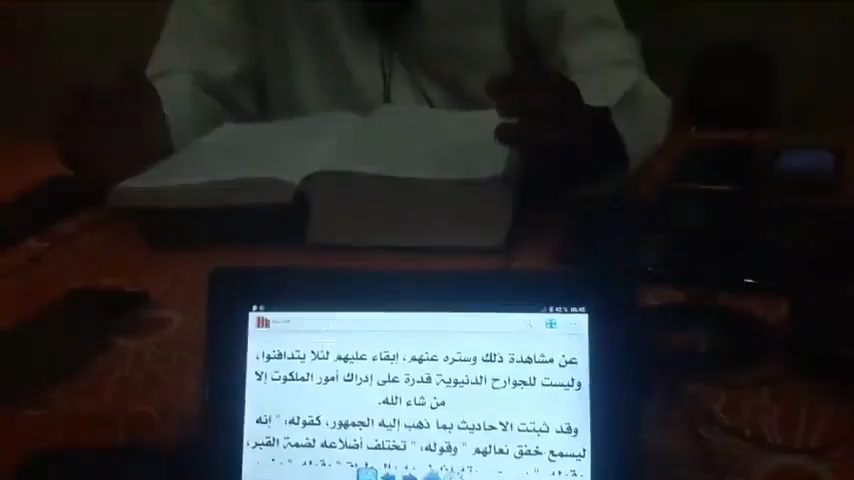 عن مشاهدة ذلك وستره عنهم، إبقاء عليهم لئلا يتدافنوا،
وليست للجوارح الدنيوية قدرة على إدراك أمور الملكوت إلا
من شاء الله.
وقد ثبتت الاحاديث بما ذهب إليه الجمهور، كقوله: " إنه
ليسمع خفق نعالهم " وقوله: " تختلف أضلاعه لضمة القبر،